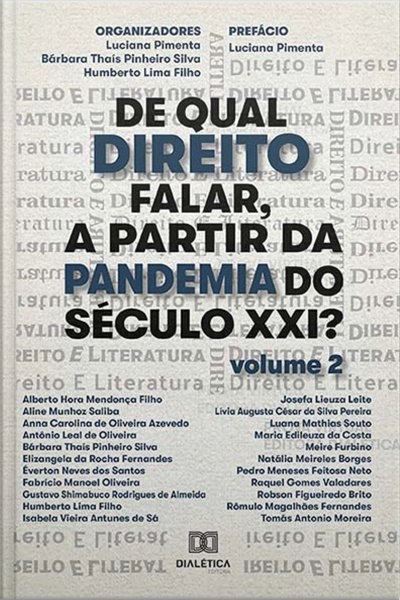 ORGANIZADORES
Luciana Pimenta
Bárbara Thaís Pinheiro Silva
Humberto Lima Filho
PREFÁCIO
Luciana Pimenta
DE QUAL
DIREITO
FALAR,
A PARTIR DA
PANDEMIA DO
SÉCULO XXI?
volume 2
Alberto Hora Mendonça Filho
Aline Munhoz Saliba
Anna Carolina de Oliveira Azevedo
Antônio Leal de Oliveira
Bárbara Thais Pinheiro Silva
Elizangela da Rocha Fernandes
Éverton Neves dos Santos
Fabrício Manoel Oliveira
Gustavo Shimabuco Rodrigues de Almeida
Humberto Lima Filho
Isabela Vieira Antunes de Sá
Josefa Lieuza Leite
Lívia Augusta César da Silva Pereira
Luana Mathias Souto
Maria Edileuza da Costa
Meire Furbino
Natália Meireles Borges
Pedro Meneses Feitosa Neto
Raquel Gomes Valadares
Robson Figueiredo Brito
Rômulo Magalhães Fernandes
Tomás Antonio Moreira
DIALÉTICA
EDITORA